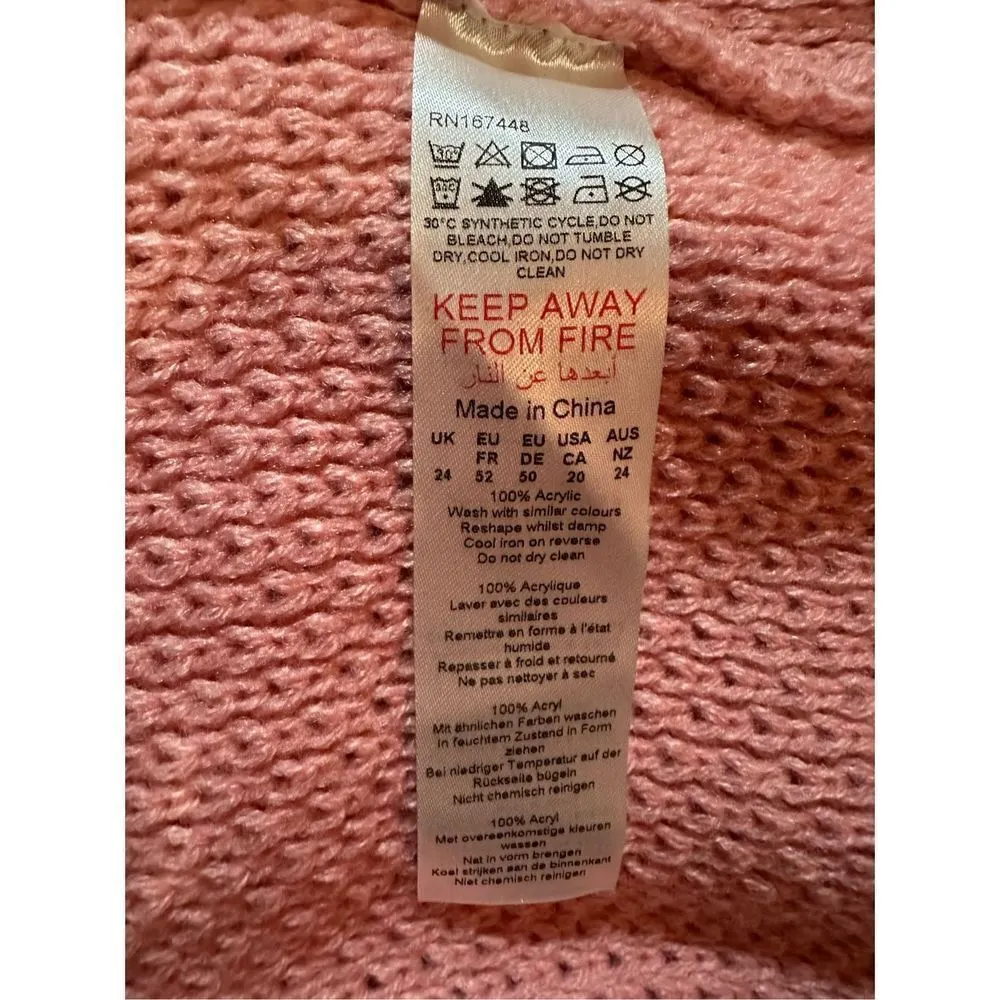 RN167448
30°
30C
30°C SYNTHETIC CYCLE,DO NOT
BLEACH,DO NOT TUMBLE
DRY,COOL IRON,DO NOT DRY
CLEAN
KEEP AWAY
FROM FIRE
أبعدها عن النار
Made in China
UK EU EU USA AUS
FR DE CA NZ
24 52 50 20 24
100% Acrylic
Wash with similar colours
Reshape whilst damp
Cool iron on reverse
Do not dry clean
100% Acrylique
Laver avec des couleurs
similaires
Remettre en forme à l'état
humide
Repasser à froid et retourné
Ne pas nettoyer à sec
100% Acryl
Mit ähnlichen Farben waschen
In feuchtem Zustand in Form
ziehen
Bei niedriger Temperatur auf der
Rückseite bügeln
Nicht chemisch reinigen
100% Acryl
Met overeenkomstige kleuren
wassen
Nat in vorm brengen
Koel strijken aan de binnenkant
Niet chemisch reinigen